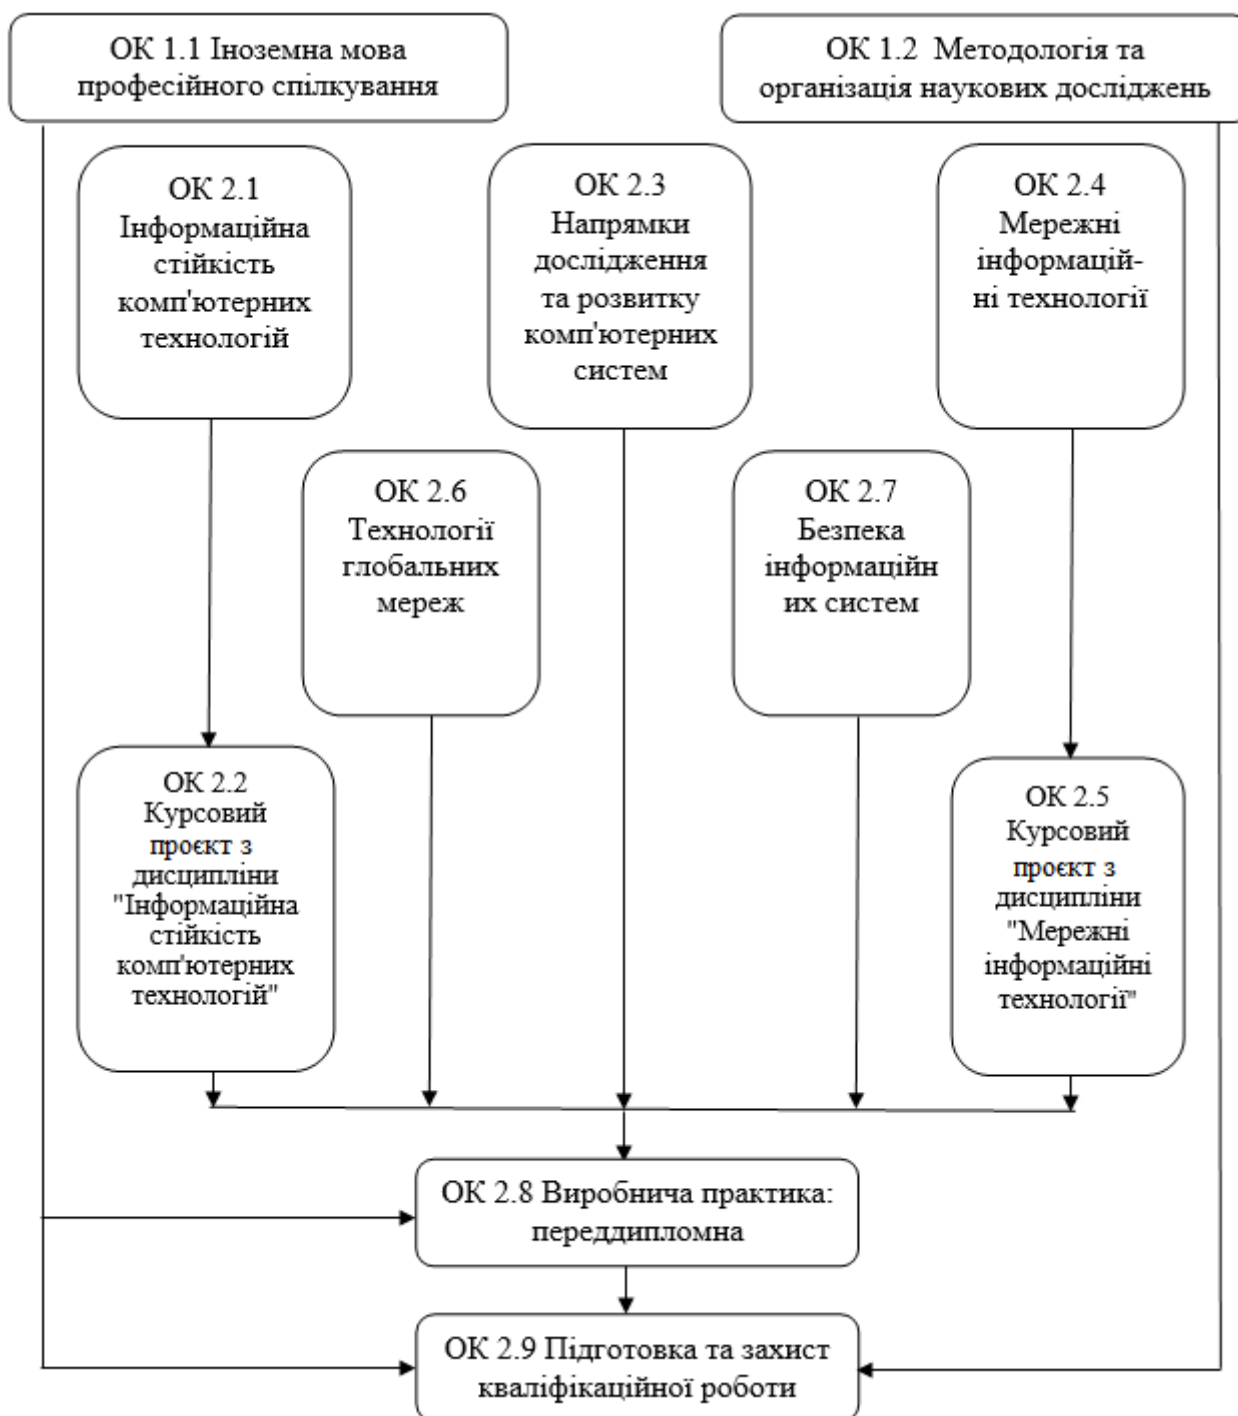 ОК 1.1 Іноземна мова
професійного спілкування
ОК 1.2 Методологія та
організація наукових досліджень
ОК 2.1
Інформаційна
стійкість
комп'ютерних
технологій
ОК 2.3
Напрямки
дослідження
та розвитку
комп'ютерних
систем
ОК 2.4
Мережні
інформацій-
ні технології
ОК 2.6
Технології
глобальних
мереж
ОК 2.7
Безпека
інформаційн
их систем
ОК 2.2
Курсовий
проєкт з
дисципліни
"Інформаційна
стійкість
комп'ютерних
технологій"
ОК 2.5
Курсовий
проєкт з
дисципліни
"Мережні
інформаційні
технології"
ОК 2.8 Виробнича практика:
переддипломна
ОК 2.9 Підготовка та захист
кваліфікаційної роботи